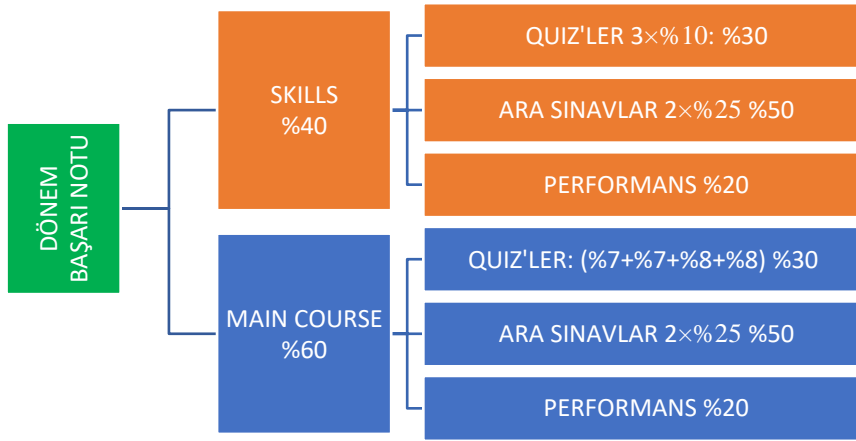 DÖNEM
BAŞARI NOTU
SKILLS
%40
QUIZ'LER 3×%10: %30
ARA SINAVLAR 2×%25 %50
PERFORMANS %20
MAIN COURSE
%60
QUIZ'LER: (%7+%7+%8+%8) %30
ARA SINAVLAR 2×%25 %50
PERFORMANS %20